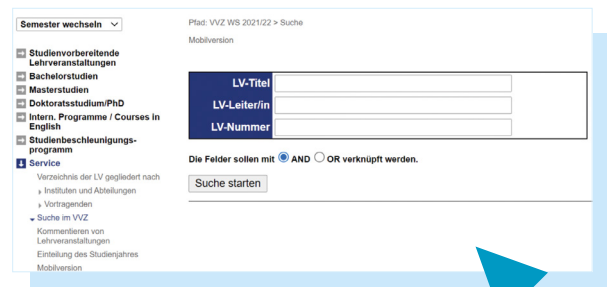 Semester wechseln
Studienvorbereitende
Lehrveranstaltungen
Bachelorstudien
Masterstudien
Doktoratsstudium/PhD
Intern. Programme / Courses in
English
Studienbeschleunigungs-
programm
Service
Verzeichnis der LV gegliedert nach
Instituten und Abteilungen
Vortragenden
Suche im VVZ
Kommentieren von
Lehrveranstaltungen
Einteilung des Studienjahres
Mobilversion
Pfad: VVZ WS 2021/22 > Suche
Mobilversion
LV-Titel
LV-Leiter/in
LV-Nummer
Die Felder sollen mit AND OR verknüpft werden.
Suche starten